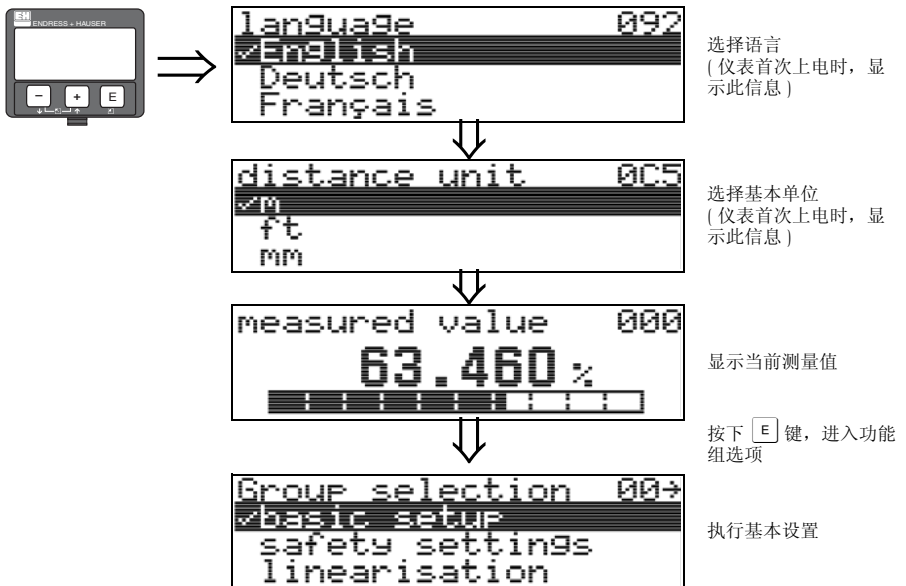 EH ENDRESS + HAUSER
- + E
language 092
✓English
Deutsch
Français
选择语言
( 仪表首次上电时，显
示此信息 )
distance unit 0C5
✓m
ft
mm
选择基本单位
( 仪表首次上电时，显
示此信息 )
measured value 000
63.460 %
显示当前测量值
按下 E 键，进入功能
组选项
Group selection 00→
✓basic setup
safety settings
linearisation
执行基本设置